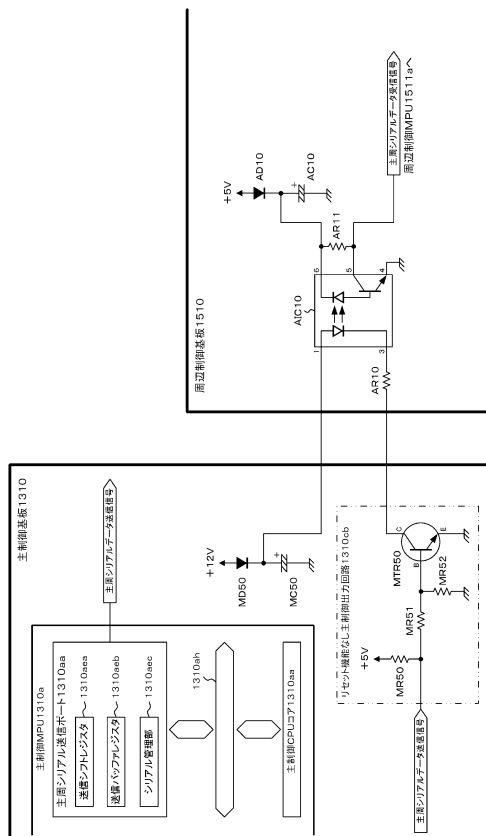 主制御基板1310
主制御MPU1310a
主周シリアル送信ポート1310aa
送信シフトレジスタ
1310aea
送信バッファレジスタ
1310aeb
シリアル管理部
1310aec
主周シリアルデータ送信信号
1310ah
主制御CPUコア1310aa
+12V
MD50
MC50
+
リセット機能なし主制御出力回路1310cb
主周シリアルデータ送信信号
+5V
MR50
MR51
MR52
MTR50
B
C
E
周辺制御基板1510
AIC10
1
3
4
5
6
AR10
AR11
+5V
AD10
AC10
+
主周シリアルデータ受信信号
周辺制御MPU1511aへ